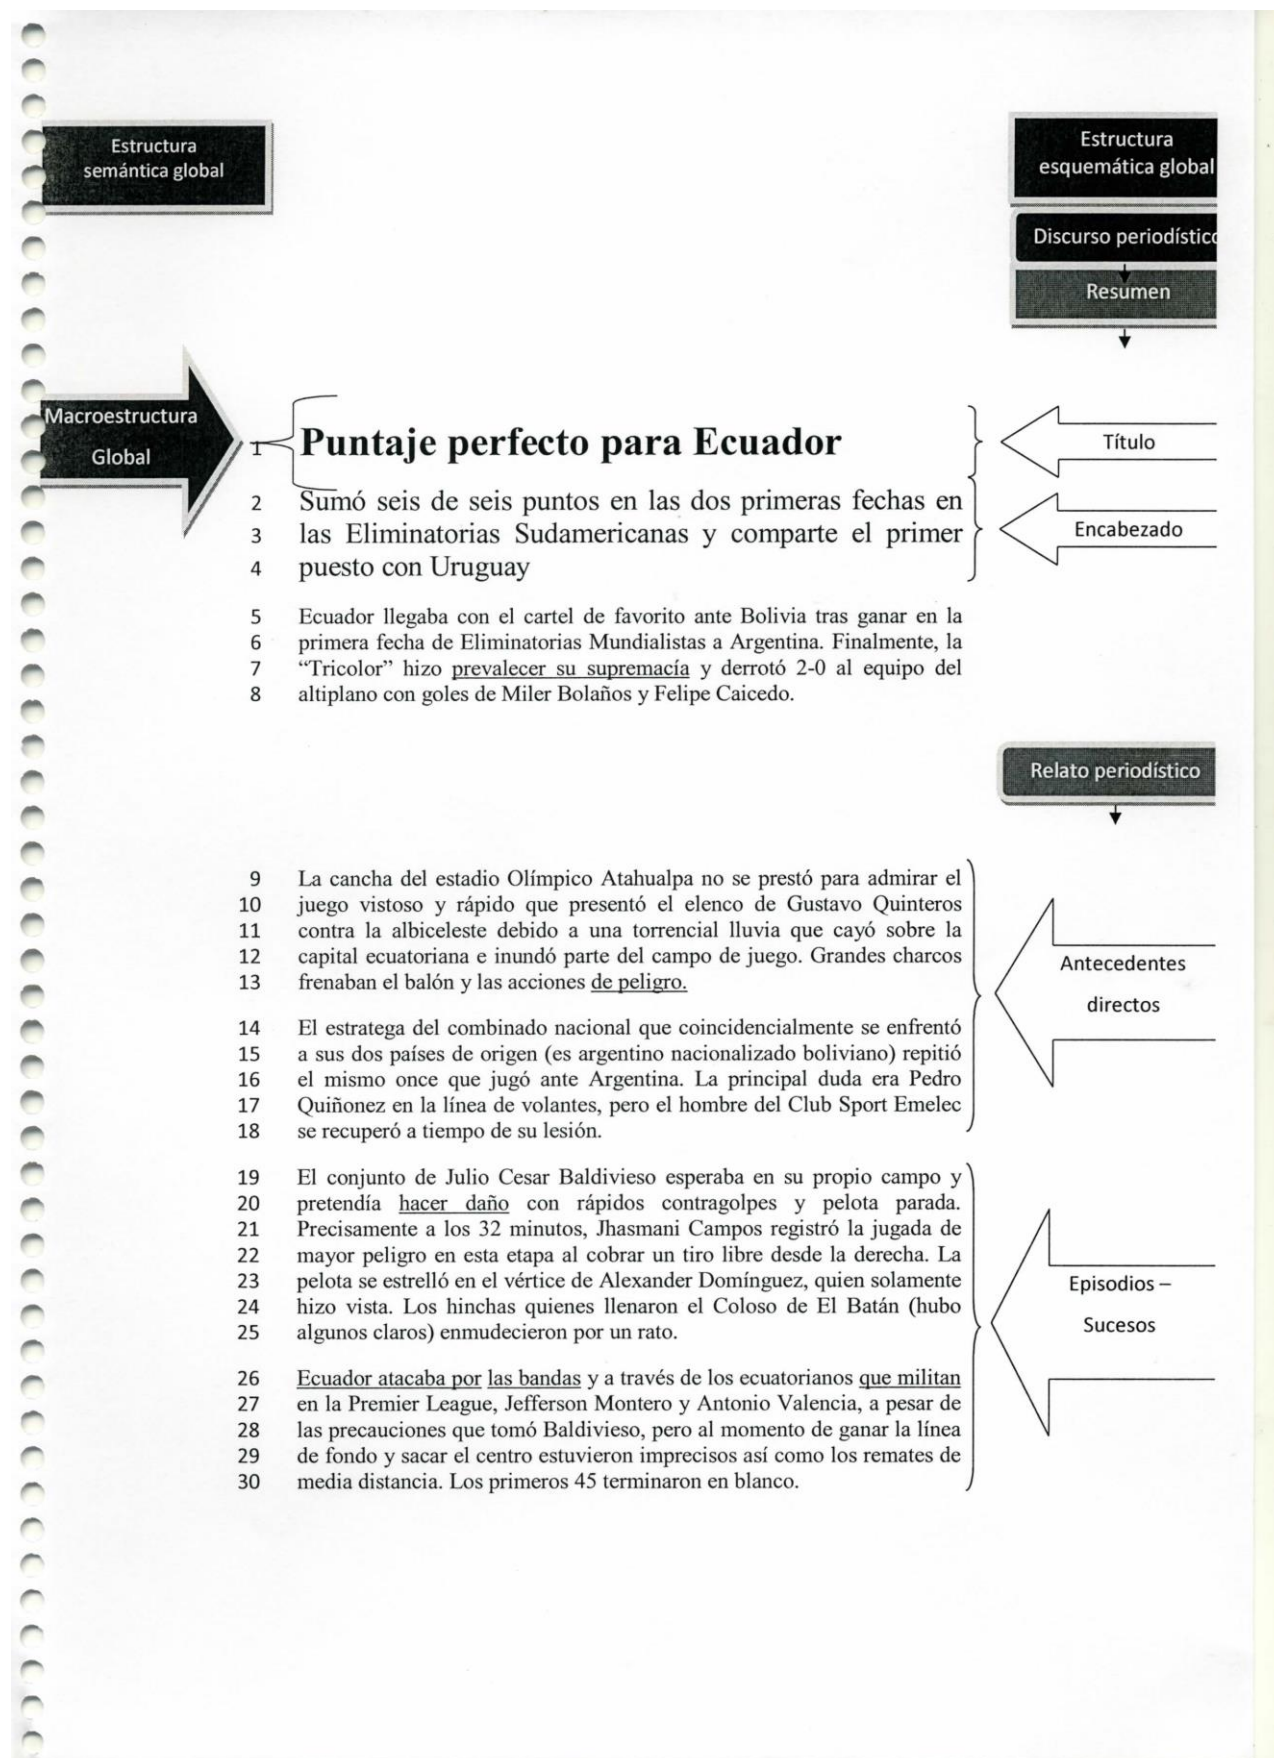 Estructura
semántica global
Estructura
esquemática global
Discurso periodístico
Resumen
Macroestructura
Global
1 Puntaje perfecto para Ecuador
Título
2 Sumó seis de seis puntos en las dos primeras fechas en
3 las Eliminatorias Sudamericanas y comparte el primer
4 puesto con Uruguay
Encabezado
5 Ecuador llegaba con el cartel de favorito ante Bolivia tras ganar en la
6 primera fecha de Eliminatorias Mundialistas a Argentina. Finalmente, la
7 “Tricolor” hizo prevalecer su supremacía y derrotó 2-0 al equipo del
8 altiplano con goles de Miler Bolaños y Felipe Caicedo.
Relato periodístico
9 La cancha del estadio Olímpico Atahualpa no se prestó para admirar el
10 juego vistoso y rápido que presentó el elenco de Gustavo Quinteros
11 contra la albiceleste debido a una torrencial lluvia que cayó sobre la
12 capital ecuatoriana e inundó parte del campo de juego. Grandes charcos
13 frenaban el balón y las acciones de peligro.
Antecedentes
directos
14 El estratega del combinado nacional que coincidencialmente se enfrentó
15 a sus dos países de origen (es argentino nacionalizado boliviano) repitió
16 el mismo once que jugó ante Argentina. La principal duda era Pedro
17 Quiñonez en la línea de volantes, pero el hombre del Club Sport Emelec
18 se recuperó a tiempo de su lesión.
19 El conjunto de Julio Cesar Baldivieso esperaba en su propio campo y
20 pretendía hacer daño con rápidos contragolpes y pelota parada.
21 Precisamente a los 32 minutos, Jhasmani Campos registró la jugada de
22 mayor peligro en esta etapa al cobrar un tiro libre desde la derecha. La
23 pelota se estrelló en el vértice de Alexander Domínguez, quien solamente
24 hizo vista. Los hinchas quienes llenaron el Coloso de El Batán (hubo
25 algunos claros) enmudecieron por un rato.
Episodios –
Sucesos
26 Ecuador atacaba por las bandas y a través de los ecuatorianos que militan
27 en la Premier League, Jefferson Montero y Antonio Valencia, a pesar de
28 las precauciones que tomó Baldivieso, pero al momento de ganar la línea
29 de fondo y sacar el centro estuvieron imprecisos así como los remates de
30 media distancia. Los primeros 45 terminaron en blanco.